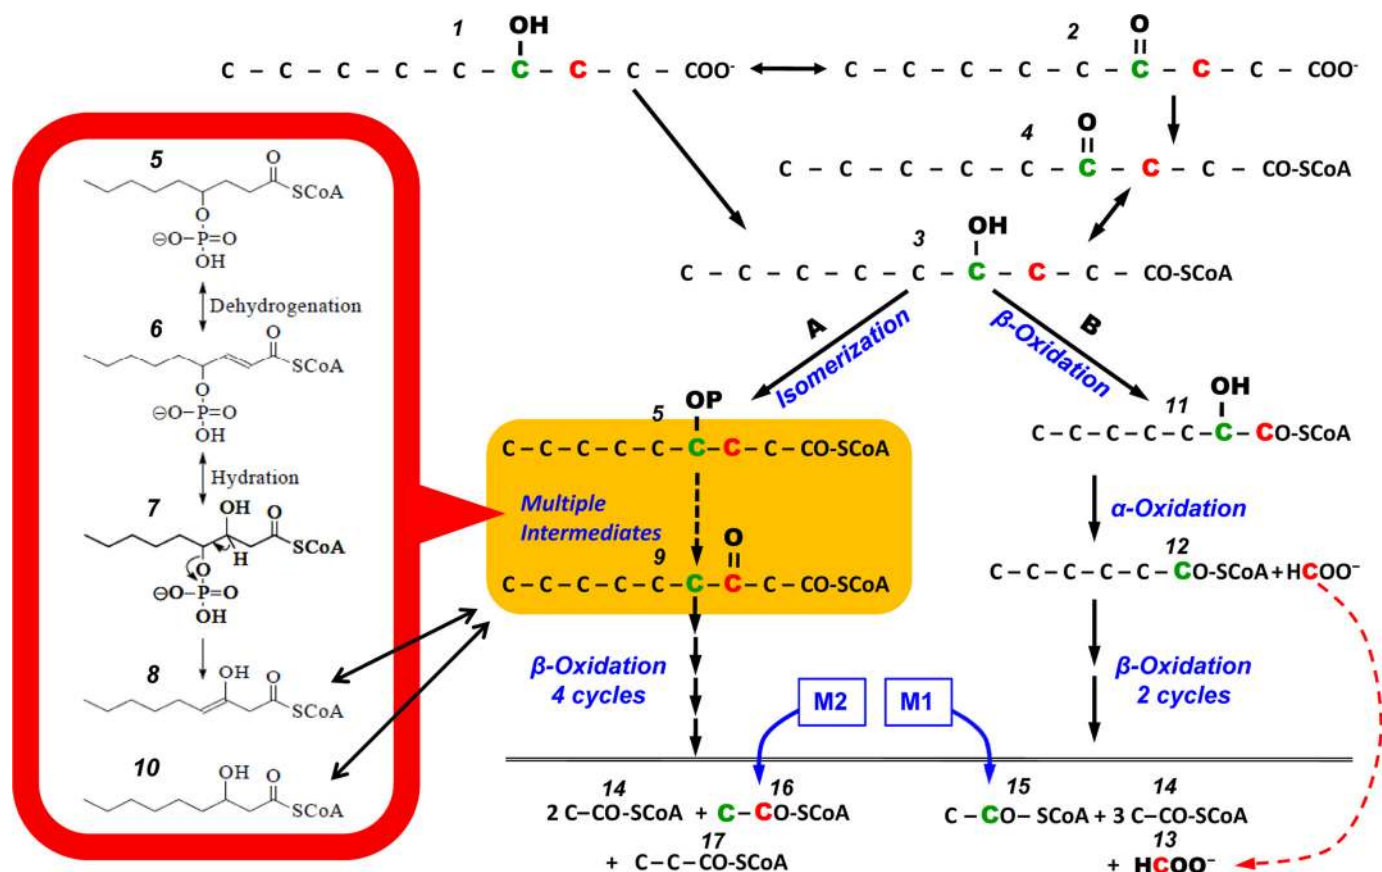 1
OH
C – C – C – C – C – C – C – C – COO⁻
2
O
C – C – C – C – C – C – C – C – COO⁻
4
O
C – C – C – C – C – C – C – C – CO-SCoA
3
OH
C – C – C – C – C – C – C – C – CO-SCoA
A
Isomerization
B
β-Oxidation
5
O
SCoA
O
⊖O–P=O
OH
Dehydrogenation
6
O
SCoA
O
⊖O–P=O
OH
Hydration
7
OH
O
SCoA
H
O
⊖O–P=O
OH
8
OH
O
SCoA
10
OH
O
SCoA
OP
5
C – C – C – C – C – C – C – C – CO-SCoA
Multiple
Intermediates
O
9
C – C – C – C – C – C – C – C – CO-SCoA
β-Oxidation
4 cycles
OH
11
C – C – C – C – C – C – CO-SCoA
α-Oxidation
12
C – C – C – C – C – CO-SCoA + HCOO⁻
β-Oxidation
2 cycles
M2
M1
14
16
2 C–CO-SCoA + C–CO-SCoA
17
+ C–C–CO-SCoA
15
14
C –CO– SCoA + 3 C–CO-SCoA
13
+ HCOO⁻